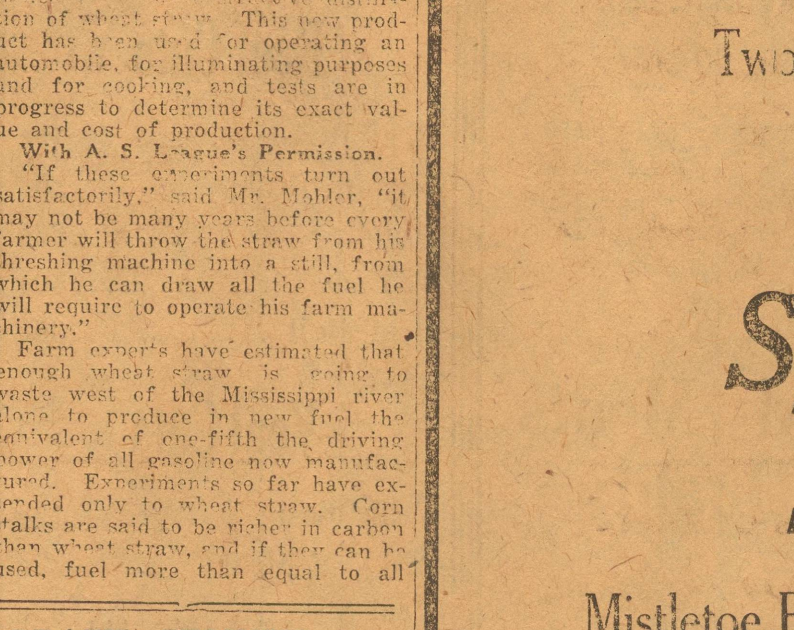 tion of wheat straw. This new prod-
uct has been used for operating an
automobile, for illuminating purposes
and for cooking, and tests are in
progress to determine its exact val-
ue and cost of production.
With A. S. League's Permission.
"If these experiments turn out
satisfactorily," said Mr. Mohler, "it
may not be many years before every
farmer will throw the straw from his
threshing machine into a still, from
which he can draw all the fuel he
will require to operate his farm ma-
chinery."
Farm experts have estimated that
enough wheat straw is going to
waste west of the Mississippi river
alone to produce in new fuel the
equivalent of one-fifth the driving
power of all gasoline now manufac-
tured. Experiments so far have ex-
tended only to wheat straw. Corn
stalks are said to be richer in carbon
than wheat straw, and if they can be
used, fuel more than equal to all
Two
S
Mistletoe